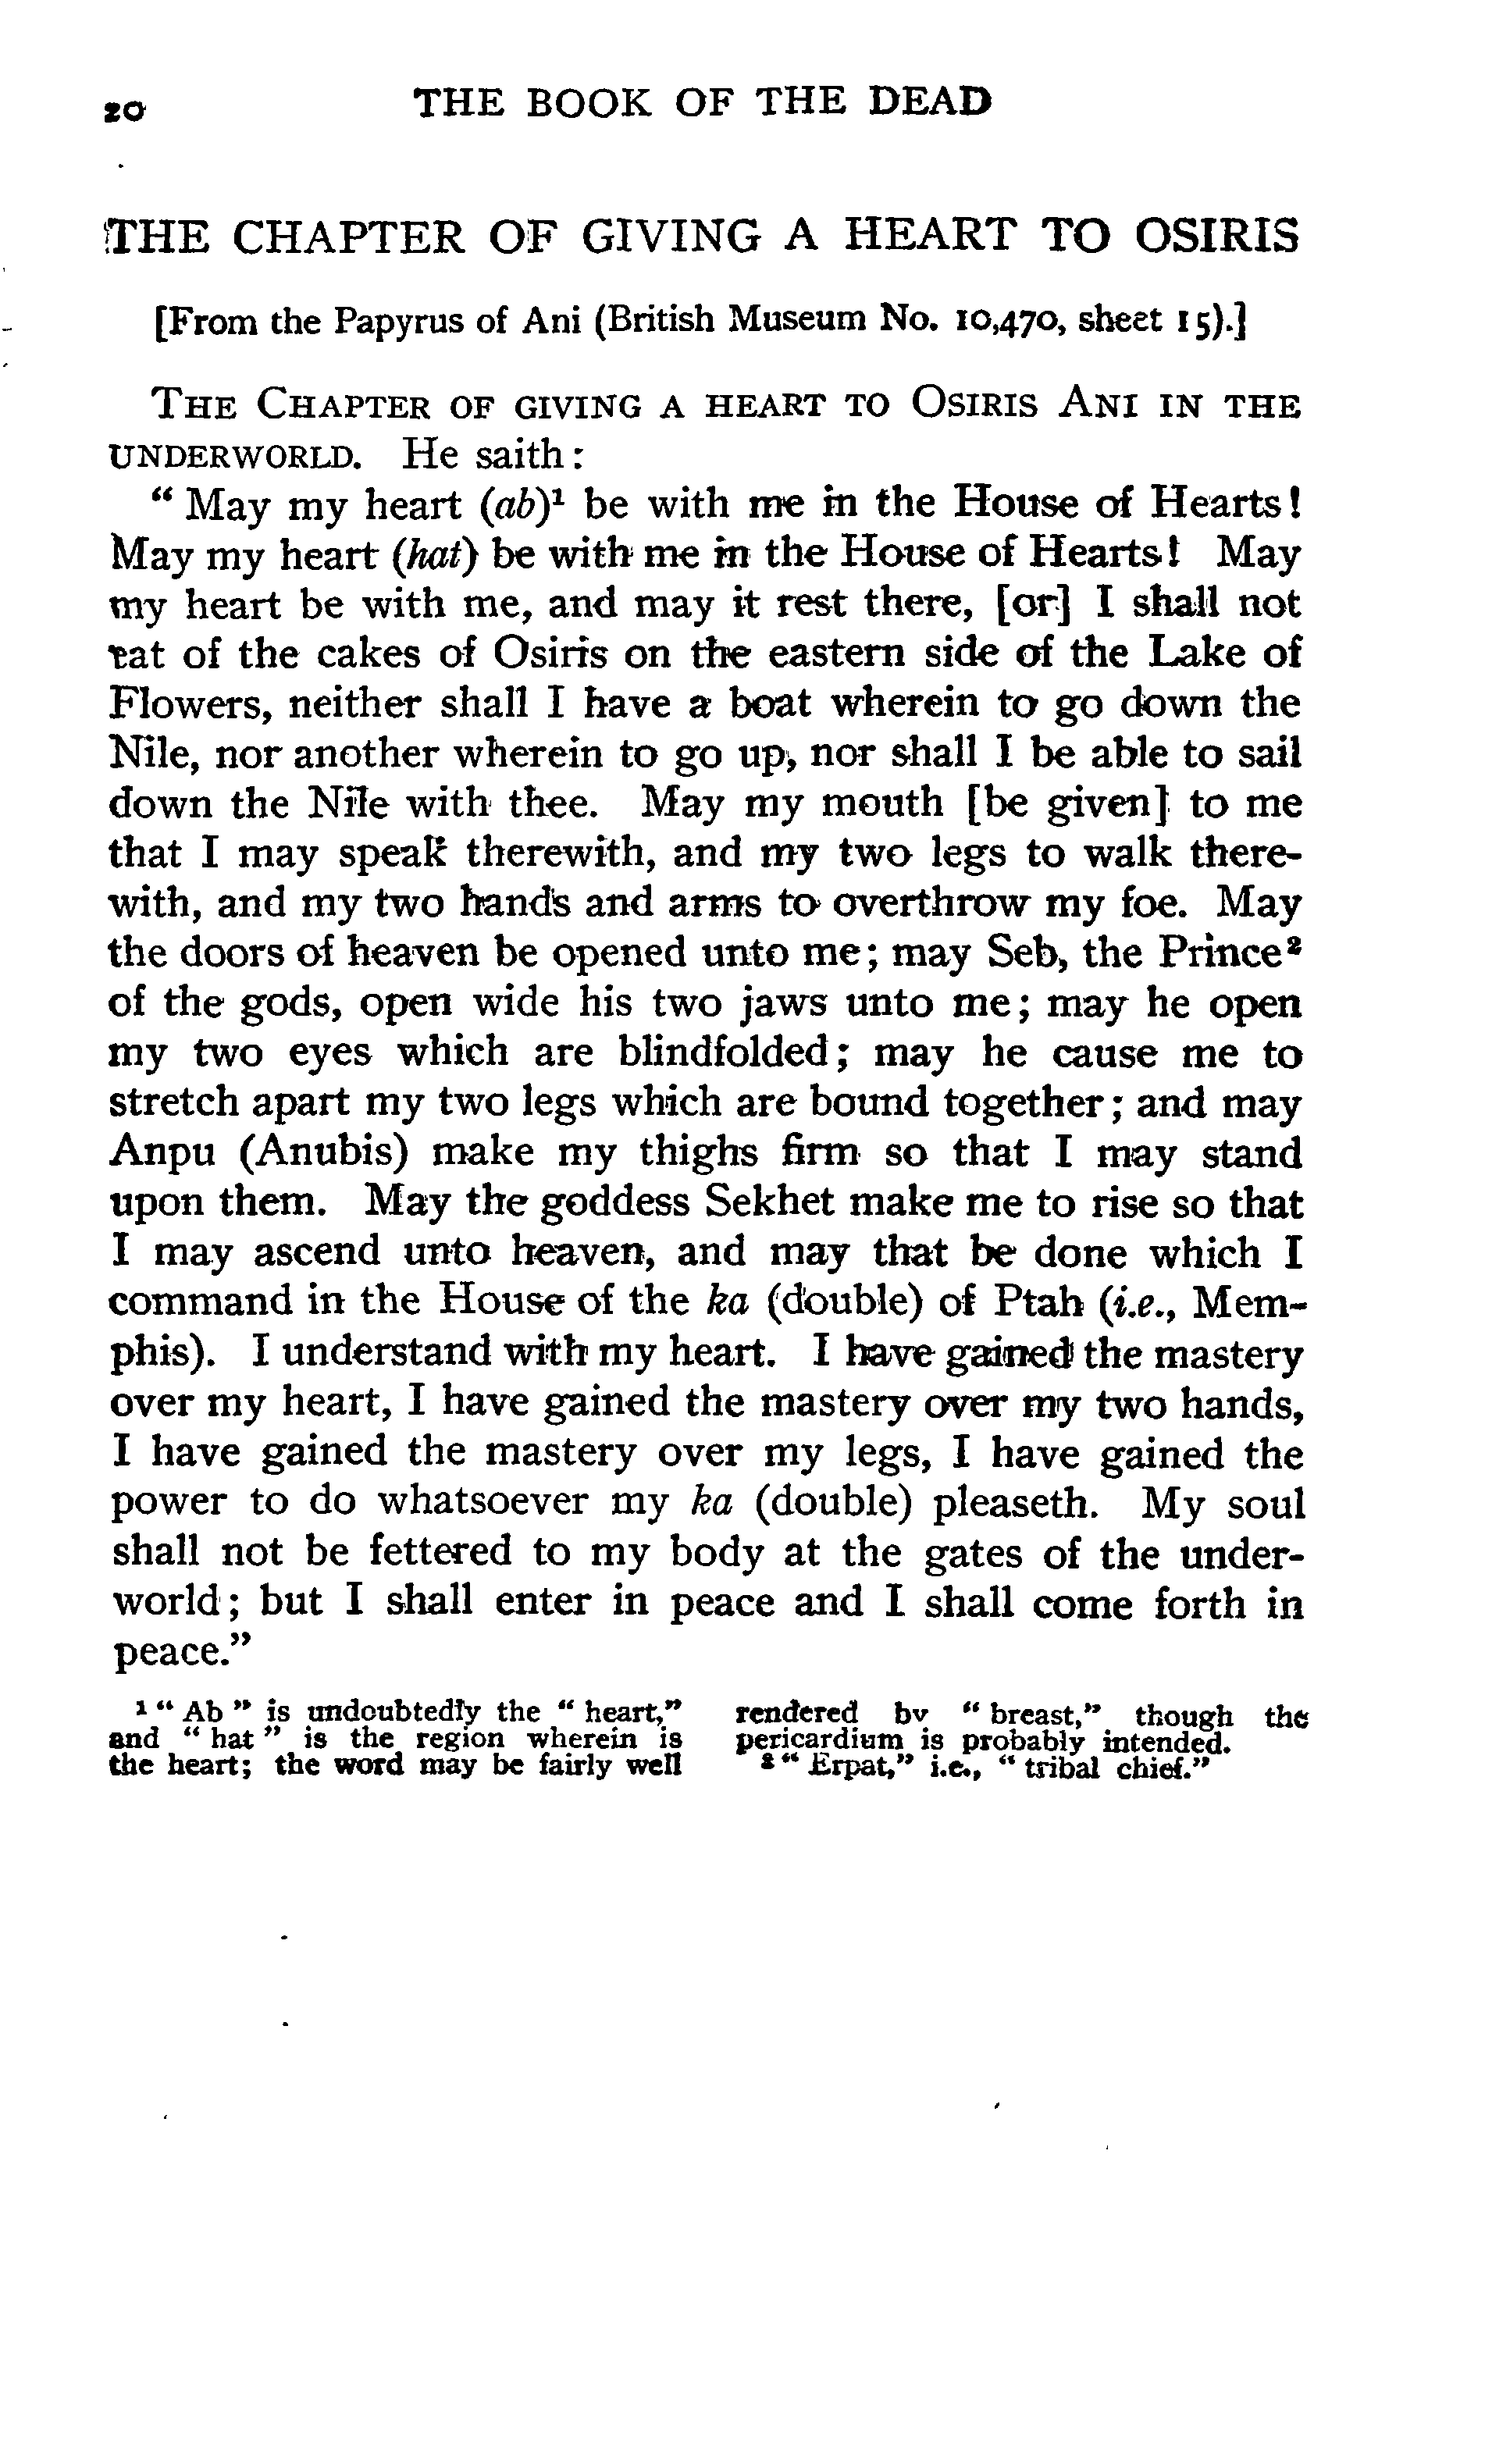 20 THE BOOK OF THE DEAD
THE CHAPTER OF GIVING A HEART TO OSIRIS
[From the Papyrus of Ani (British Museum No. 10,470, sheet 15).]
THE CHAPTER OF GIVING A HEART TO OSIRIS ANI IN THE
UNDERWORLD. He saith:
“ May my heart (ab)¹ be with me in the House of Hearts!
May my heart (hat) be with me in the House of Hearts! May
my heart be with me, and may it rest there, [or] I shall not
eat of the cakes of Osiris on the eastern side of the Lake of
Flowers, neither shall I have a boat wherein to go down the
Nile, nor another wherein to go up, nor shall I be able to sail
down the Nile with thee. May my mouth [be given] to me
that I may speak therewith, and my two legs to walk there-
with, and my two hands and arms to overthrow my foe. May
the doors of heaven be opened unto me; may Seb, the Prince²
of the gods, open wide his two jaws unto me; may he open
my two eyes which are blindfolded; may he cause me to
stretch apart my two legs which are bound together; and may
Anpu (Anubis) make my thighs firm so that I may stand
upon them. May the goddess Sekhet make me to rise so that
I may ascend unto heaven, and may that be done which I
command in the House of the ka (double) of Ptah (i.e., Mem-
phis). I understand with my heart. I have gained the mastery
over my heart, I have gained the mastery over my two hands,
I have gained the mastery over my legs, I have gained the
power to do whatsoever my ka (double) pleaseth. My soul
shall not be fettered to my body at the gates of the under-
world; but I shall enter in peace and I shall come forth in
peace.”
¹ “ Ab ” is undoubtedly the “ heart,”
and “ hat ” is the region wherein is
the heart; the word may be fairly well
rendered by “ breast,” though the
pericardium is probably intended.
² “ Erpat,” i.e., “ tribal chief.”